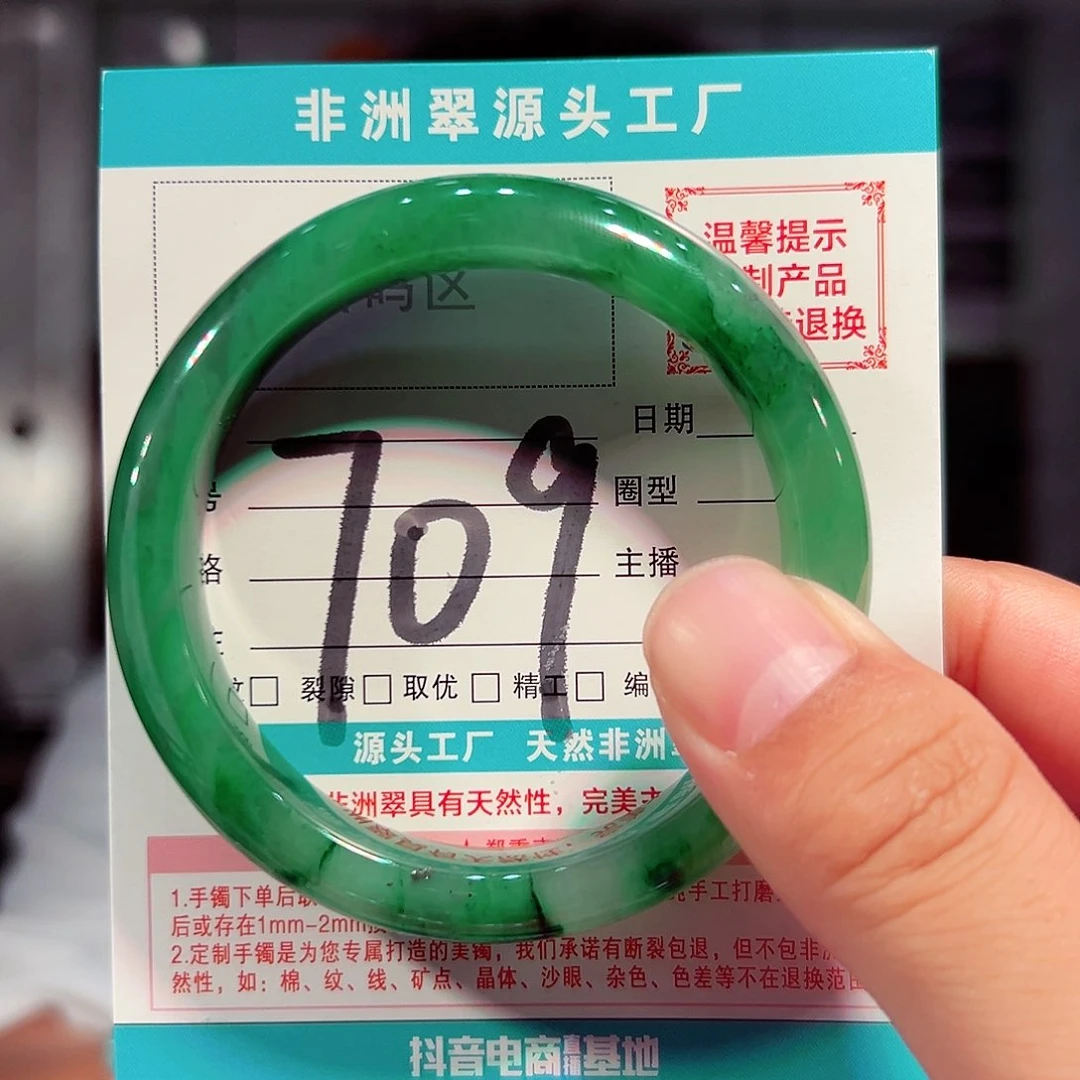 非洲翠源头工厂
温馨提示
制产品
退换
码区
日期
圈型
709
主播
裂隙□ 取优□ 精工□ 编
源头工厂 天然非洲
非洲翠具有天然性，完美主
1.手镯下单后
手工打磨
后或存在1mm-2mm
2.定制手镯是为您专属打造的美镯，我们承诺有断裂包退，但不包非
然性，如：棉、纹、线、矿点、晶体、沙眼、杂色、色差等不在退换范围
抖音电商直播基地